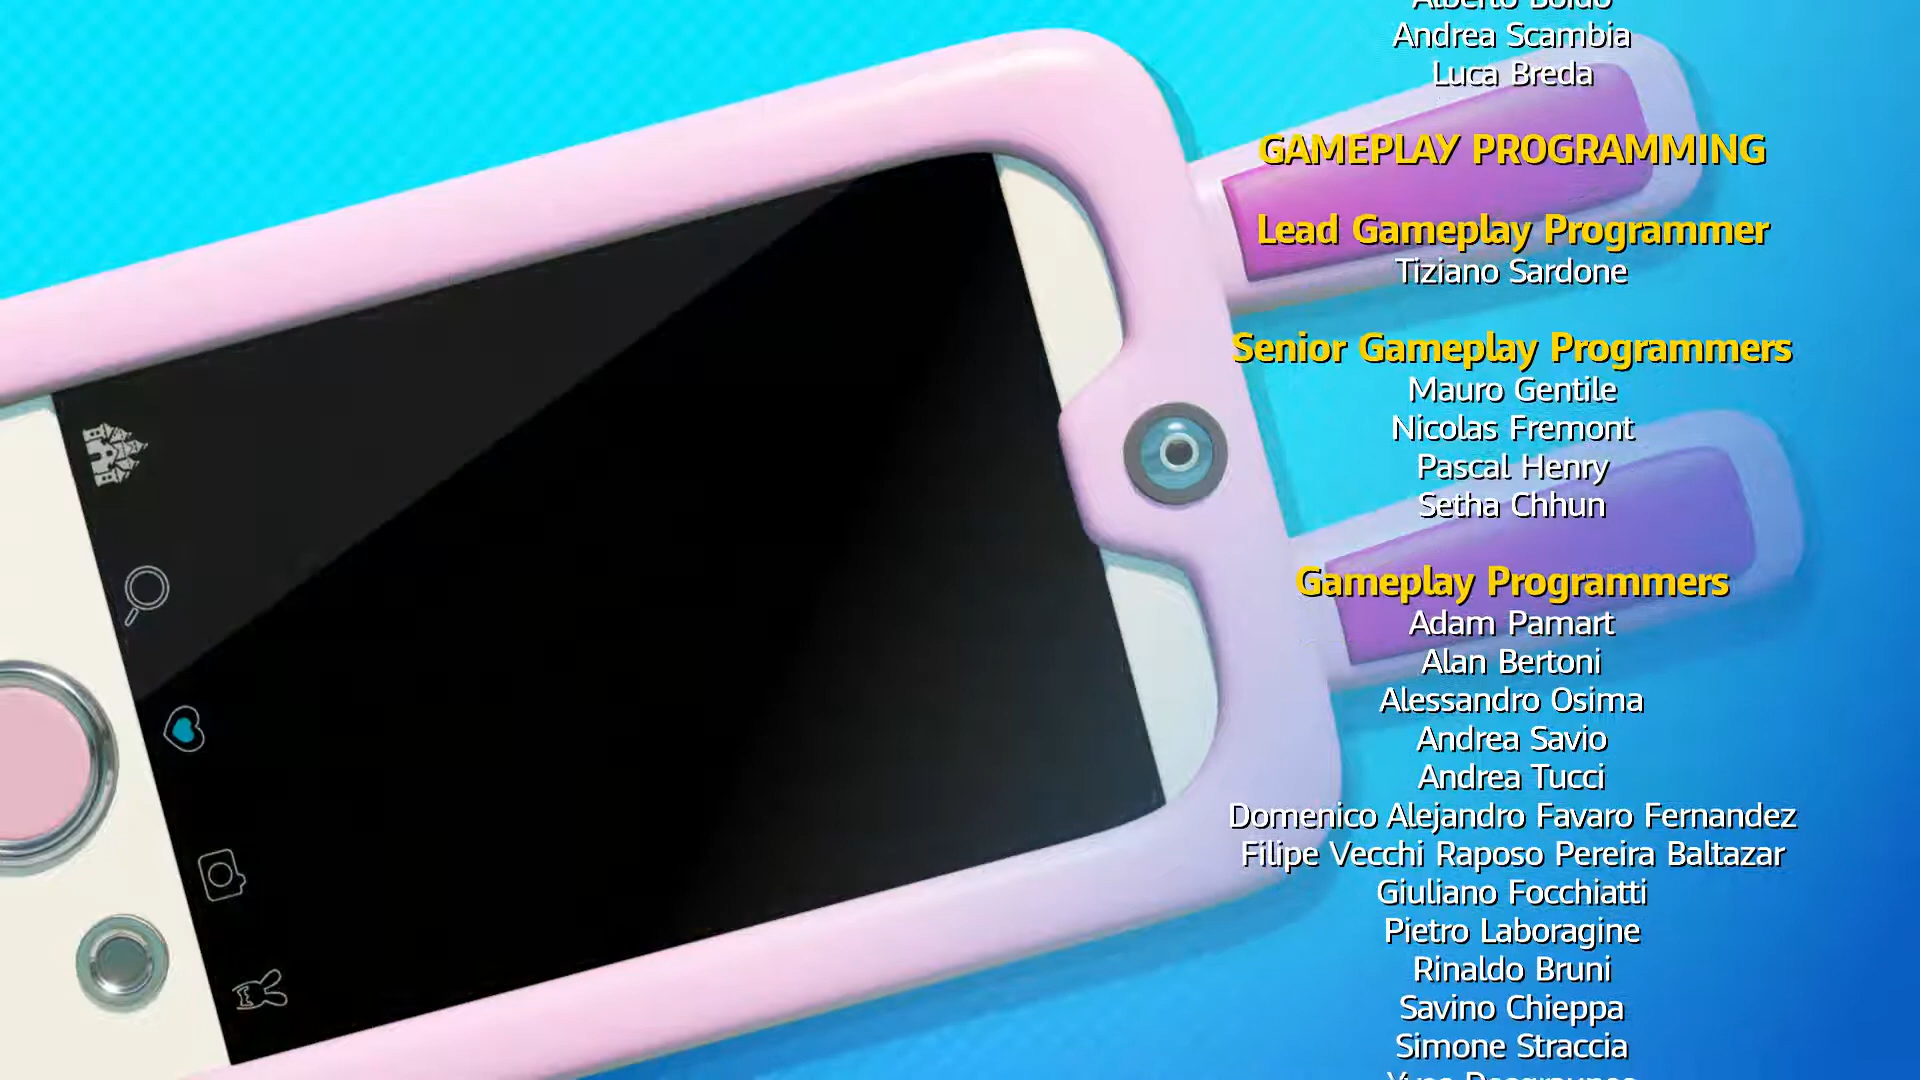 Andrea Scambia
Luca Breda
GAMEPLAY PROGRAMMING
Lead Gameplay Programmer
Tiziano Sardone
Senior Gameplay Programmers
Mauro Gentile
Nicolas Fremont
Pascal Henry
Setha Chhun
Gameplay Programmers
Adam Pamart
Alan Bertoni
Alessandro Osima
Andrea Savio
Andrea Tucci
Domenico Alejandro Favaro Fernandez
Filipe Vecchi Raposo Pereira Baltazar
Giuliano Focchiatti
Pietro Laboragine
Rinaldo Bruni
Savino Chieppa
Simone Straccia